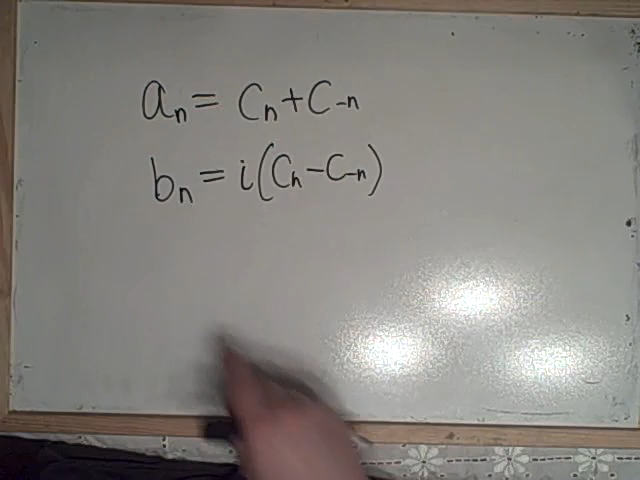 aₙ = Cₙ + C₋ₙ
bₙ = i(Cₙ − C₋ₙ)